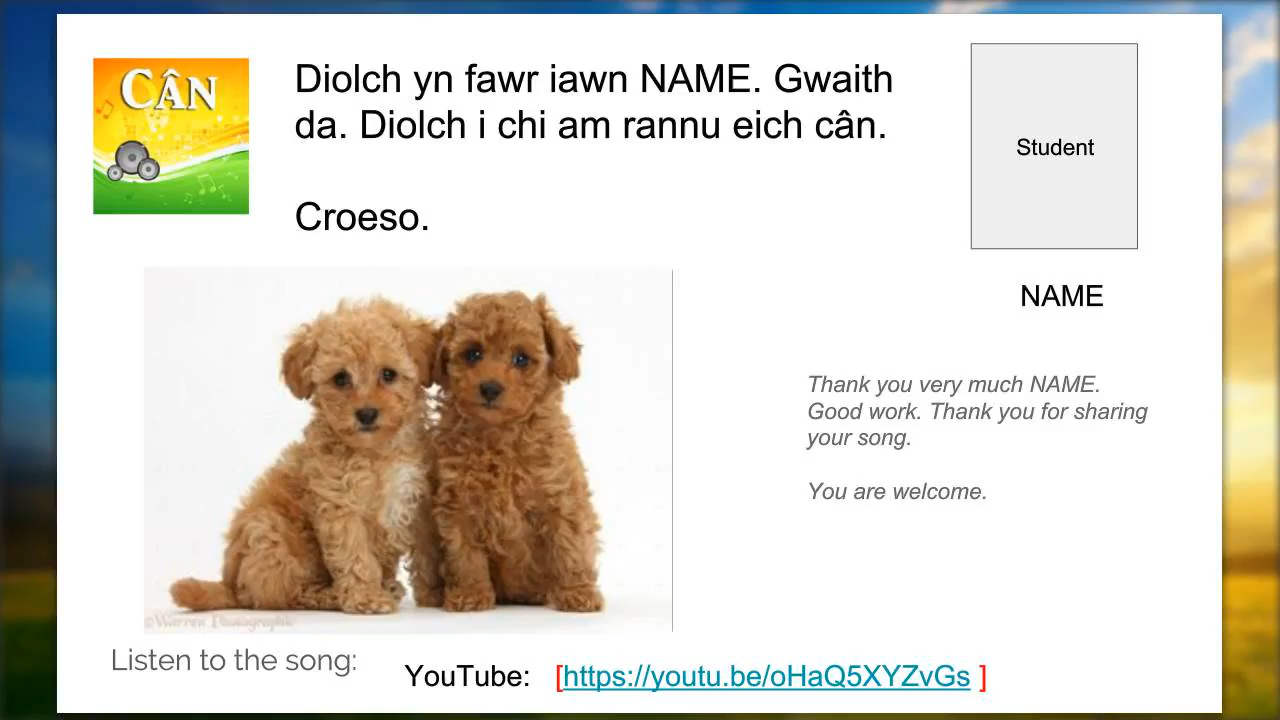 CÂN
Diolch yn fawr iawn NAME. Gwaith
da. Diolch i chi am rannu eich cân.
Croeso.
Student
NAME
Thank you very much NAME.
Good work. Thank you for sharing
your song.
You are welcome.
©Warren Photographic
Listen to the song:
YouTube: [https://youtu.be/oHaQ5XYZvGs ]